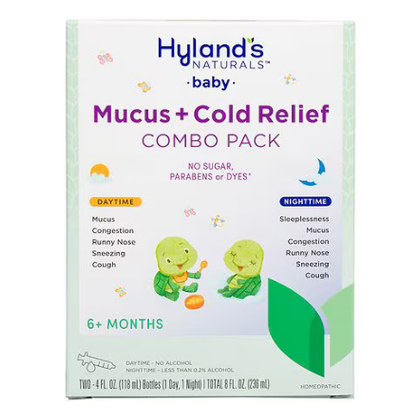 Hyland's
NATURALS™
•baby•
Mucus + Cold Relief
COMBO PACK
NO SUGAR,
PARABENS or DYES*
DAYTIME
Mucus
Congestion
Runny Nose
Sneezing
Cough
NIGHTTIME
Sleeplessness
Mucus
Congestion
Runny Nose
Sneezing
Cough
6+ MONTHS
DAYTIME - NO ALCOHOL
NIGHTTIME - LESS THAN 0.2% ALCOHOL
TWO - 4 FL. OZ. (118 mL) Bottles (1 Day, 1 Night) | TOTAL 8 FL. OZ. (236 mL)
HOMEOPATHIC